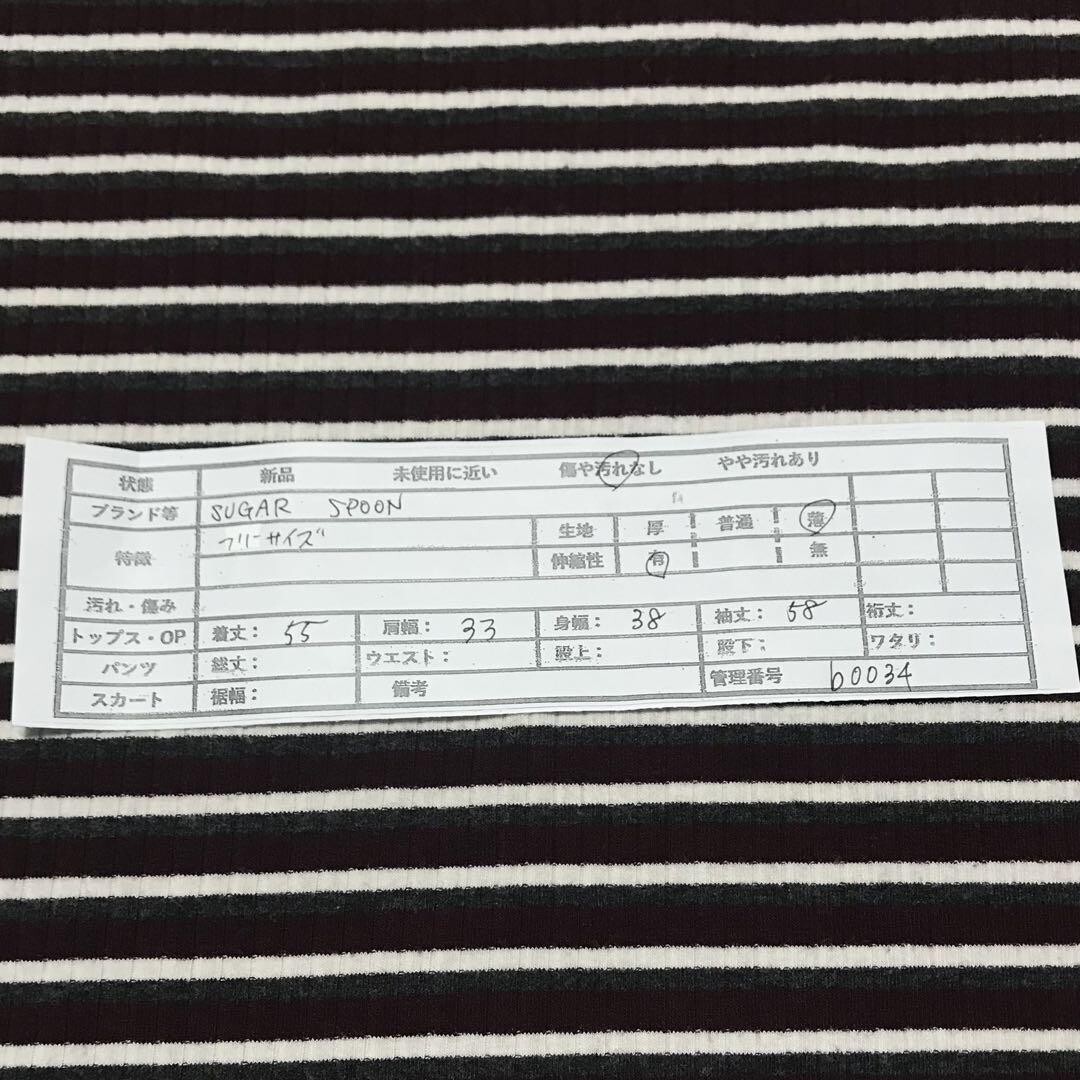 状態 新品 未使用に近い 傷や汚れなし やや汚れあり
ブランド等 SUGAR SPOON
特徴 フリーサイズ 生地 厚 普通 薄
伸縮性 有 無
汚れ・傷み
トップス・OP 着丈： 55 肩幅： 33 身幅： 38 袖丈： 58 裄丈：
パンツ 総丈： ウエスト： 股上： 股下： ワタリ：
スカート 裾幅： 備考 管理番号 b0034